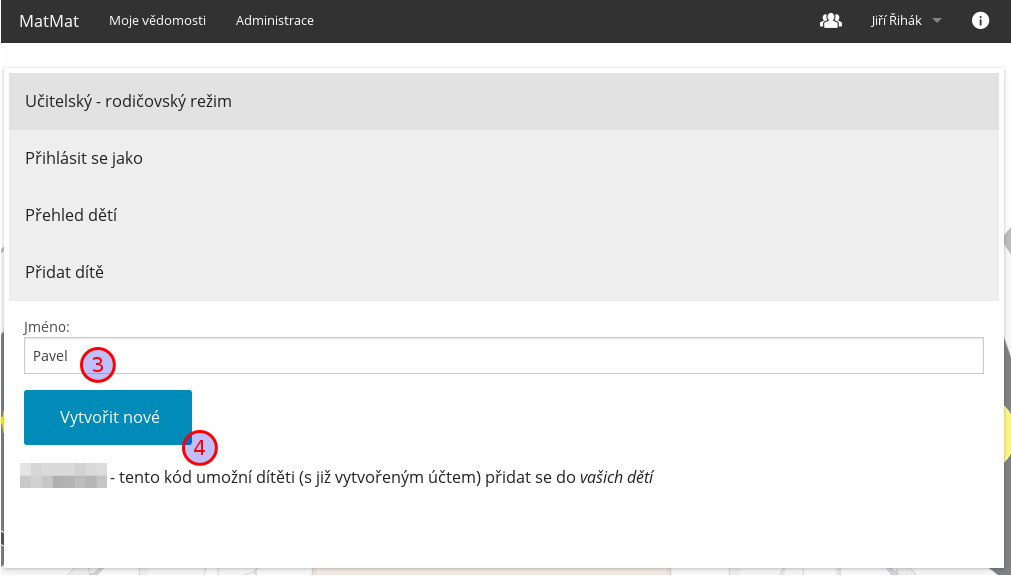 MatMat Moje vědomosti Administrace Jiří Řihák
Učitelský - rodičovský režim
Přihlásit se jako
Přehled dětí
Přidat dítě
Jméno:
Pavel
3
Vytvořit nové
4
- tento kód umožní dítěti (s již vytvořeným účtem) přidat se do vašich dětí